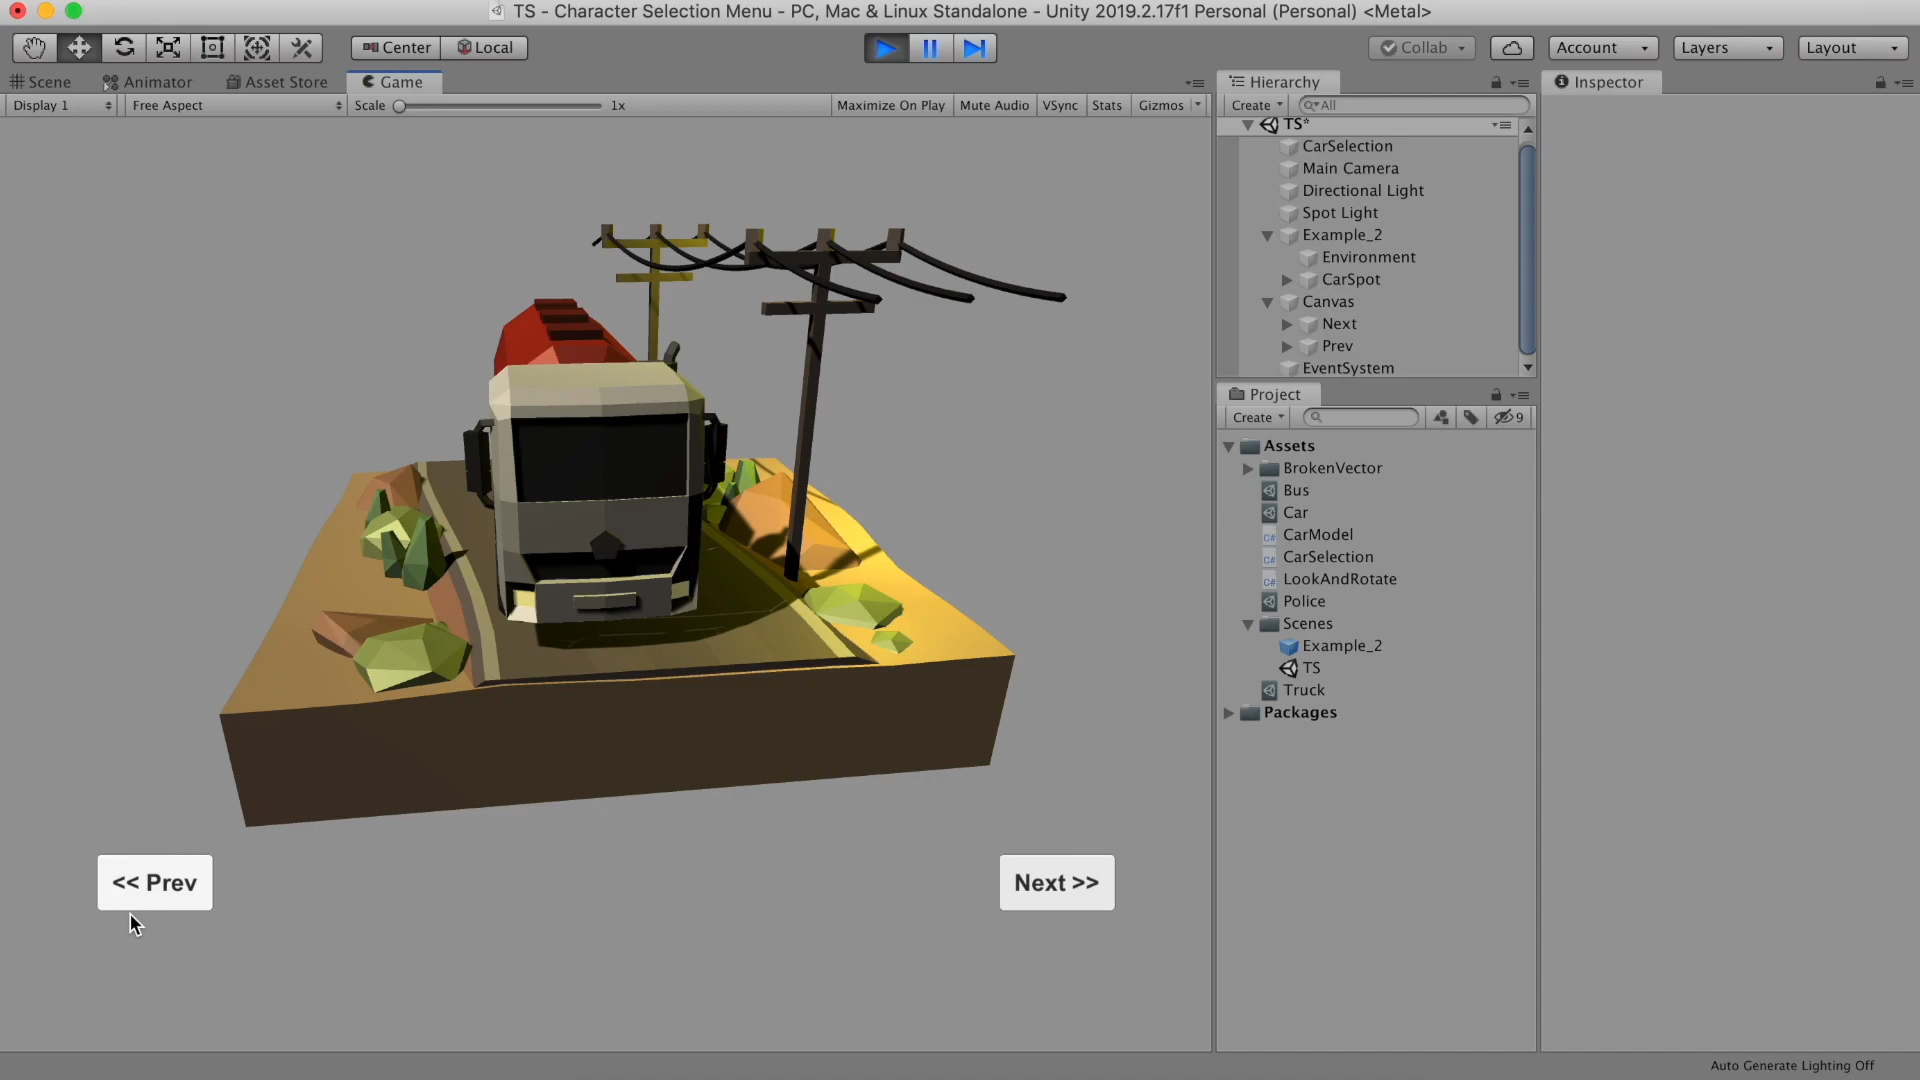 TS - Character Selection Menu - PC, Mac & Linux Standalone - Unity 2019.2.17f1 Personal (Personal) <Metal>
Center
Local
Collab
Account
Layers
Layout
Scene
Animator
Asset Store
Game
Hierarchy
Inspector
Display 1
Free Aspect
Scale
1x
Maximize On Play
Mute Audio
VSync
Stats
Gizmos
Create
All
TS*
CarSelection
Main Camera
Directional Light
Spot Light
Example_2
Environment
CarSpot
Canvas
Next
Prev
EventSystem
Project
Create
9
Assets
BrokenVector
Bus
Car
C# CarModel
C# CarSelection
C# LookAndRotate
Police
Scenes
Example_2
TS
Truck
Packages
<< Prev
Next >>
Auto Generate Lighting Off